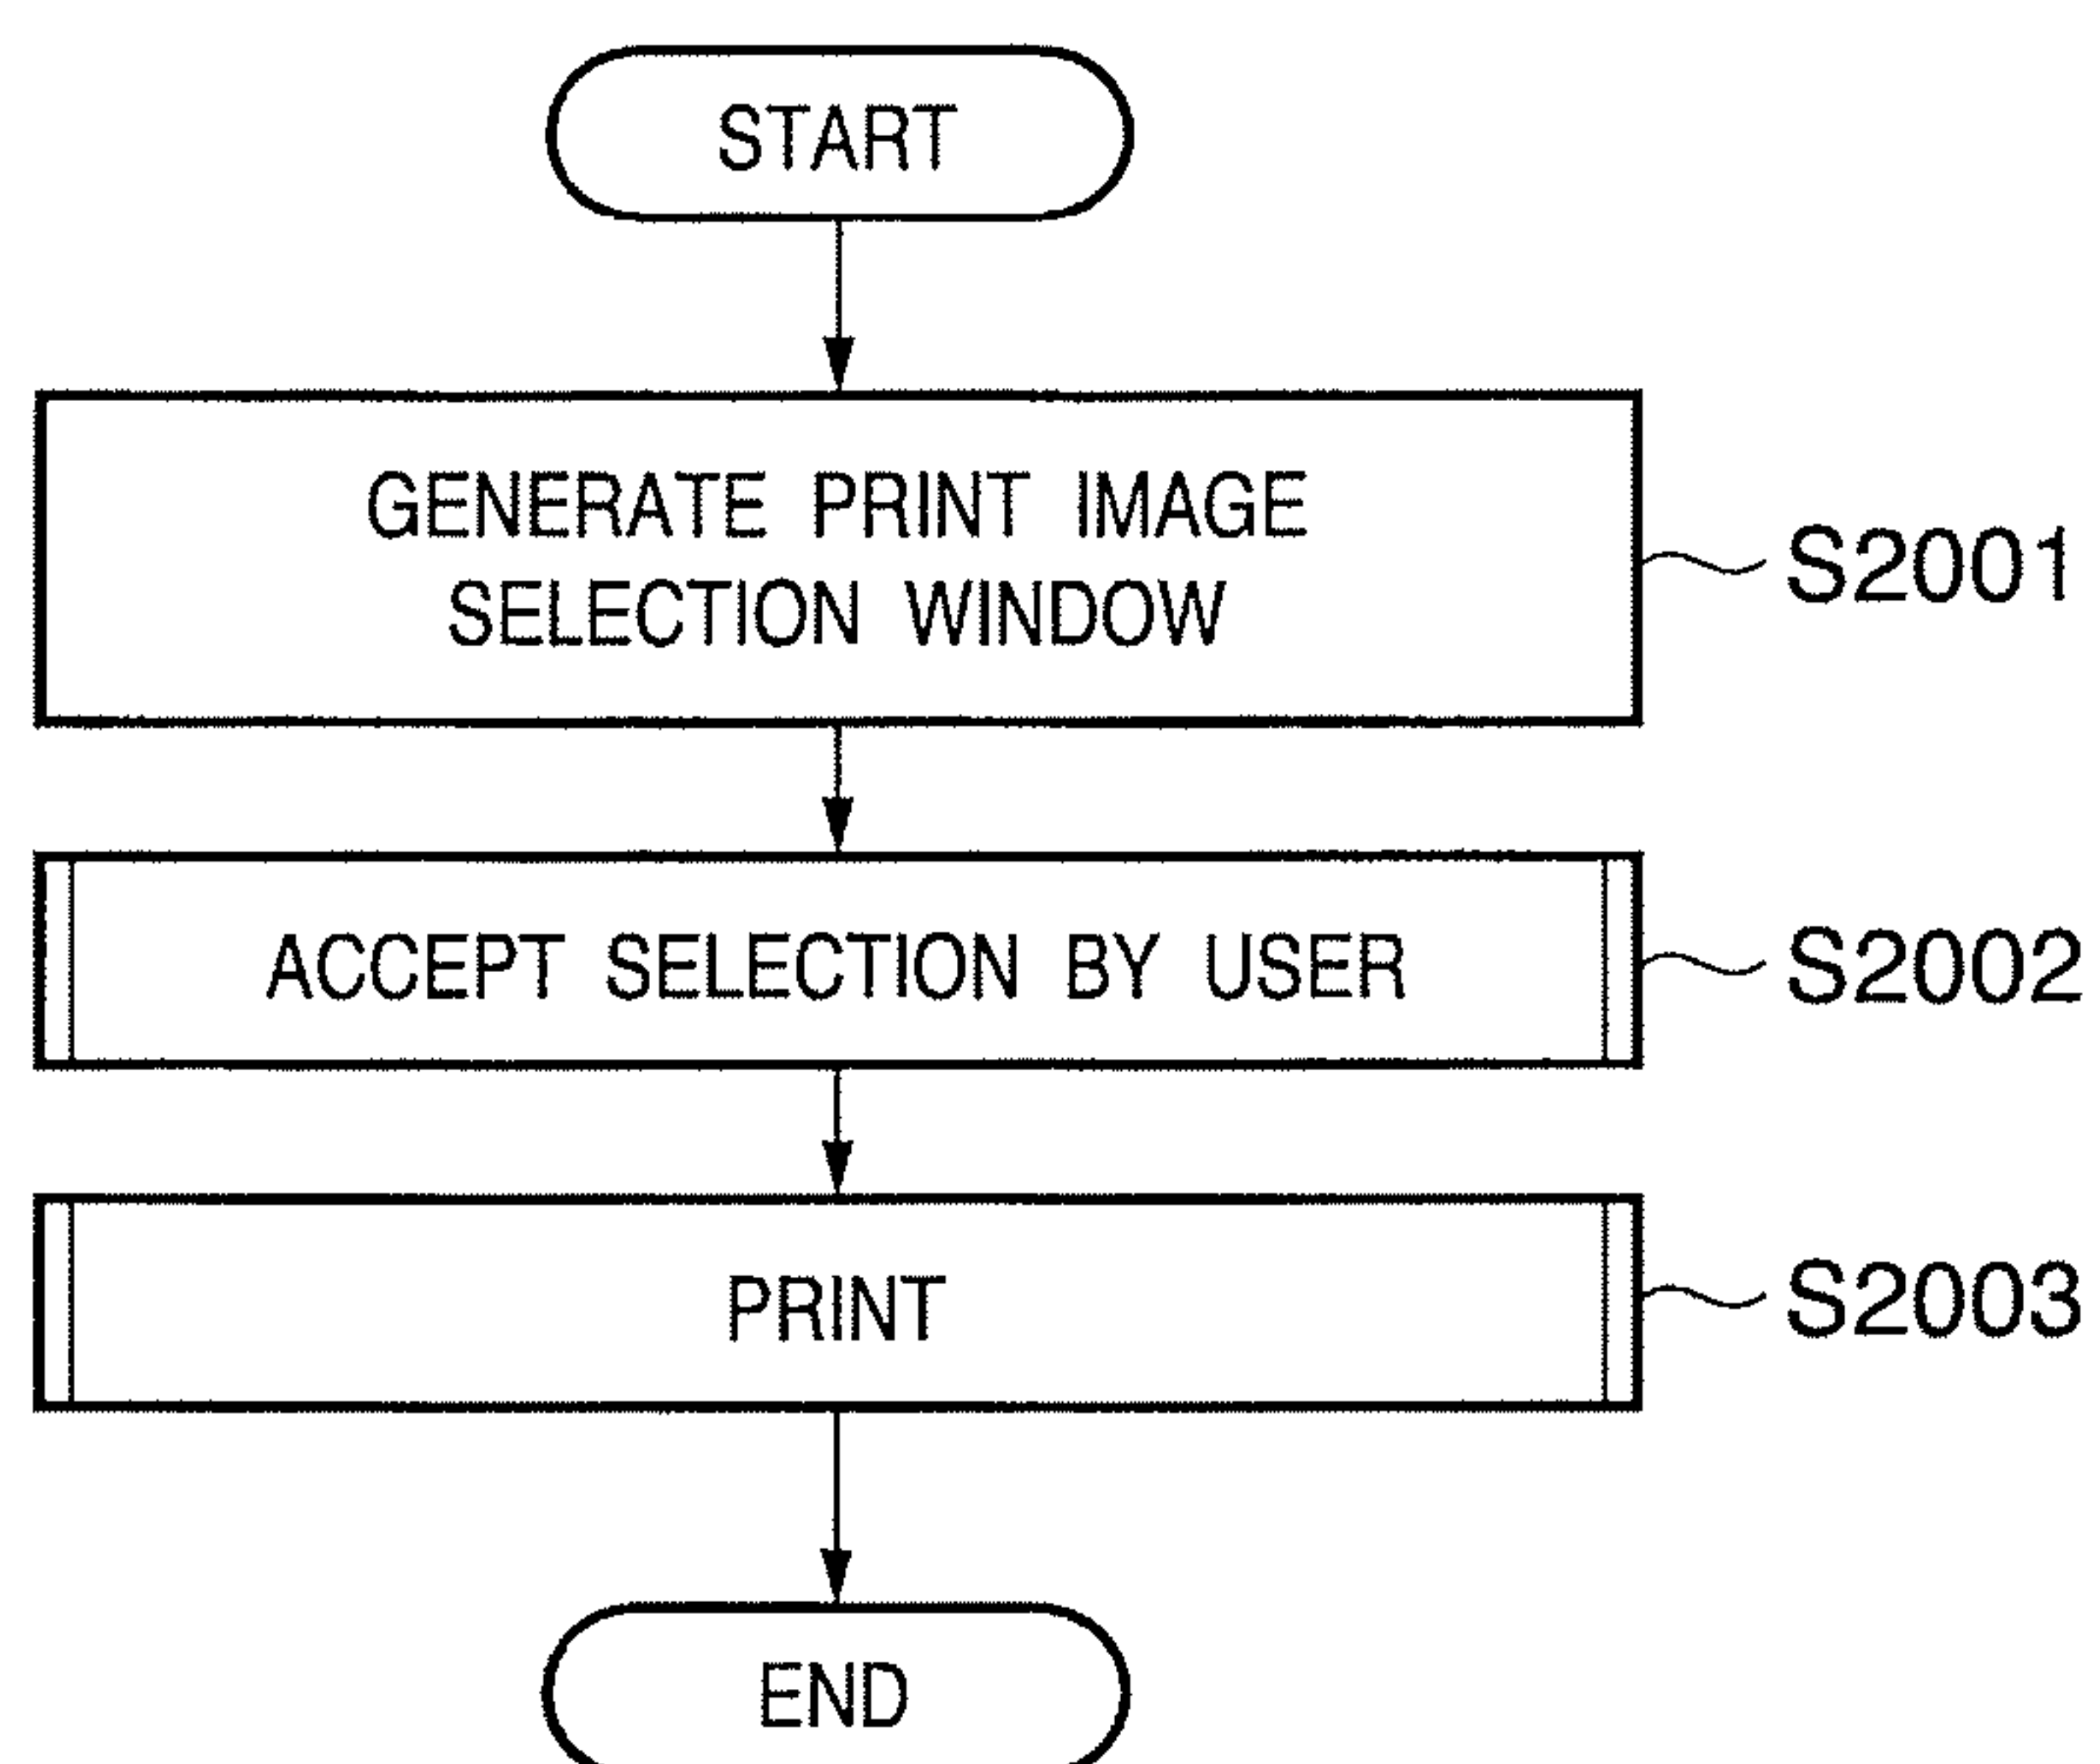 START
GENERATE PRINT IMAGE
SELECTION WINDOW
S2001
ACCEPT SELECTION BY USER
S2002
PRINT
S2003
END